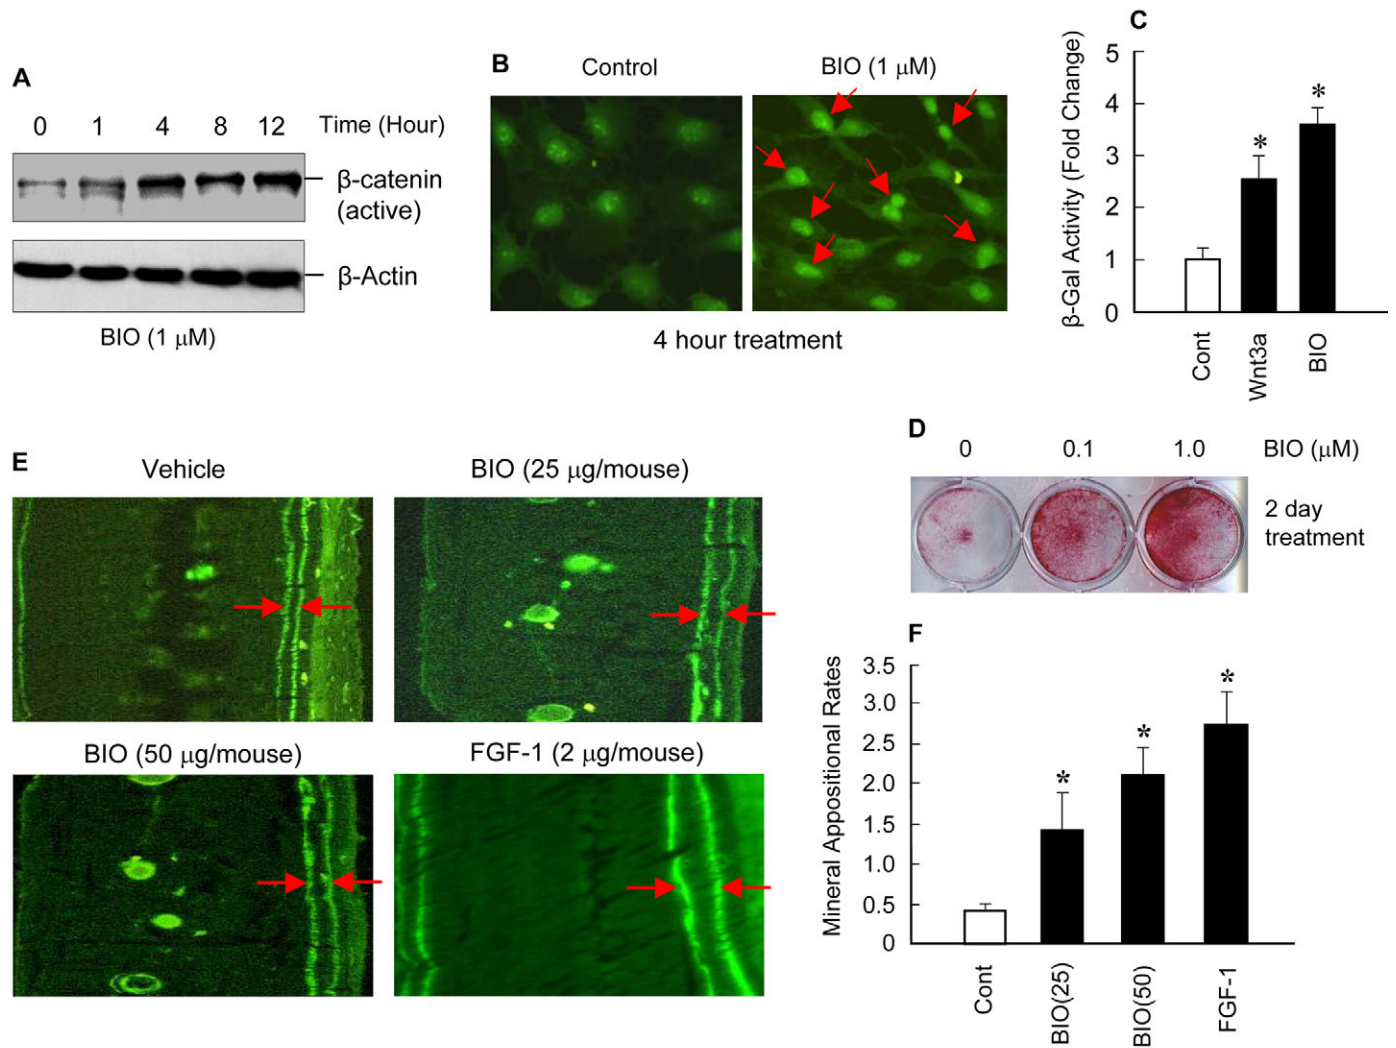 A
0 1 4 8 12 Time (Hour)
β-catenin
(active)
β-Actin
BIO (1 μM)
B
Control
BIO (1 μM)
4 hour treatment
C
β-Gal Activity (Fold Change)
5
4
3
2
1
0
*
*
Cont
Wnt3a
BIO
D
0 0.1 1.0 BIO (μM)
2 day
treatment
E
Vehicle
BIO (25 μg/mouse)
BIO (50 μg/mouse)
FGF-1 (2 μg/mouse)
F
Mineral Appositional Rates
3.5
3.0
2.5
2.0
1.5
1.0
0.5
0
*
*
*
Cont
BIO(25)
BIO(50)
FGF-1